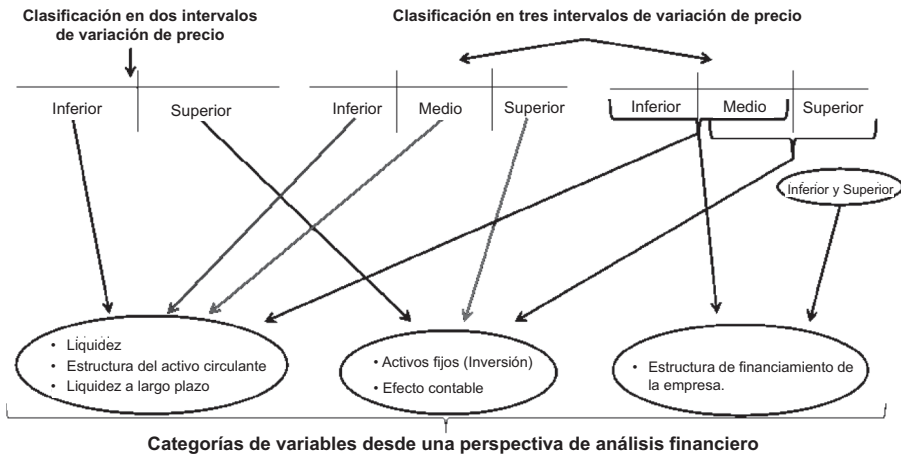 Clasificación en dos intervalos
de variación de precio
Clasificación en tres intervalos de variación de precio
Inferior
Superior
Inferior
Medio
Superior
Inferior
Medio
Superior
Inferior y Superior
• Liquidez
• Estructura del activo circulante
• Liquidez a largo plazo
• Activos fijos (Inversión)
• Efecto contable
• Estructura de financiamiento de
la empresa.
Categorías de variables desde una perspectiva de análisis financiero